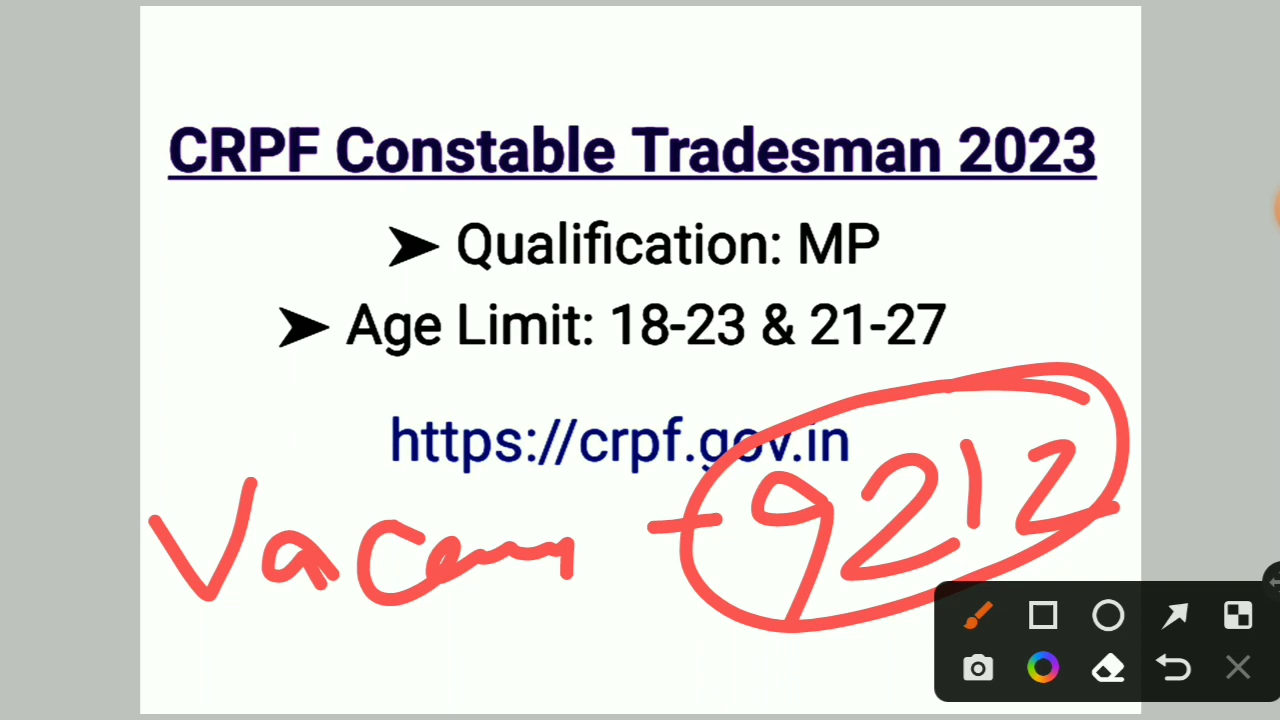 CRPF Constable Tradesman 2023
➤ Qualification: MP
➤ Age Limit: 18-23 & 21-27
https://crpf.gov.in
- 9212